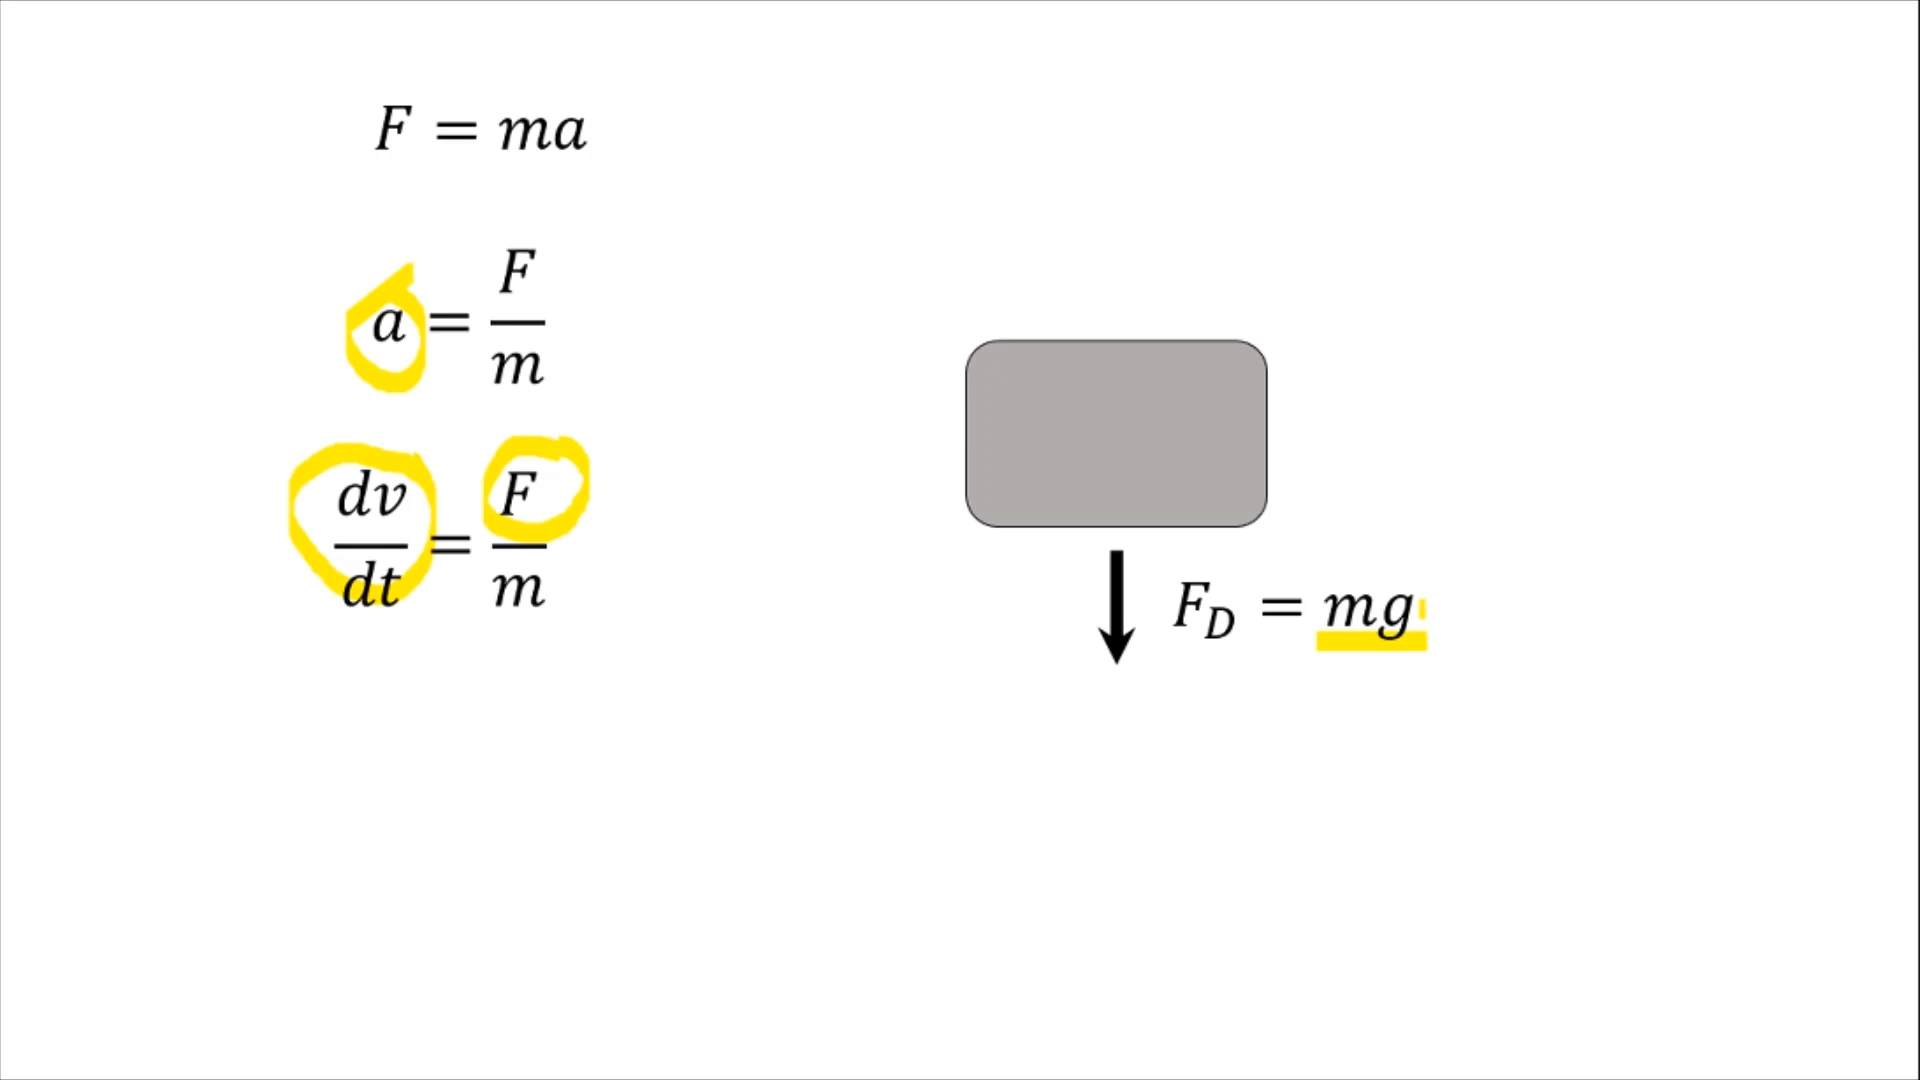 F = ma
a = F/m
dv/dt = F/m
F_D = mg